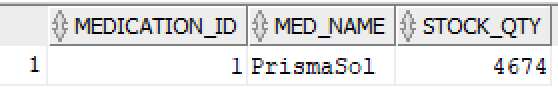 MEDICATION_ID MED_NAME STOCK_QTY
1 1 PrismaSol 4674